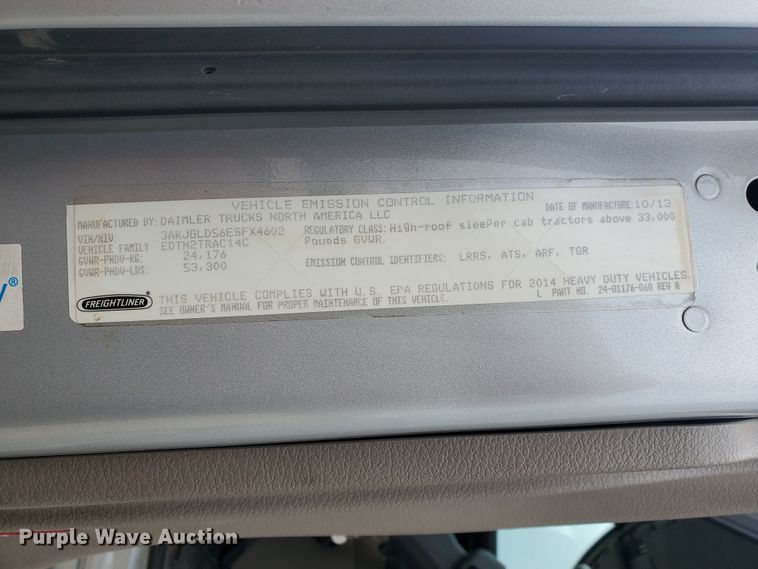 VEHICLE EMISSION CONTROL INFORMATION
MANUFACTURED BY: DAIMLER TRUCKS NORTH AMERICA LLC DATE OF MANUFACTURE: 10/13
VIN/NIV: 3AKJGLD56ESFX4602 REGULATORY CLASS: High-roof sleeper cab tractors above 33,000
VEHICLE FAMILY EDTN2TRAC14C Pounds GVWR.
GVWR-PNBV-KG: 24,176 EMISSION CONTROL IDENTIFIERS: LRRS, ATS, ARF, TGR
GVWR-PNBV-LBS: 53,300
FREIGHTLINER THIS VEHICLE COMPLIES WITH U.S. EPA REGULATIONS FOR 2014 HEAVY DUTY VEHICLES.
SEE OWNER'S MANUAL FOR PROPER MAINTENANCE OF THIS VEHICLE. L PART NO. 24-01176-060 REV A
Purple Wave Auction